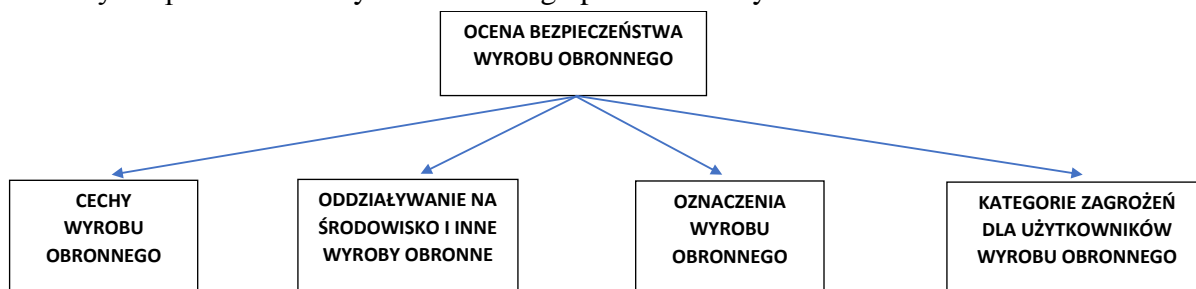 OCENA BEZPIECZEŃSTWA
WYROBU OBRONNEGO
CECHY
WYROBU
OBRONNEGO
ODDZIAŁYWANIE NA
ŚRODOWISKO I INNE
WYROBY OBRONNE
OZNACZENIA
WYROBU
OBRONNEGO
KATEGORIE ZAGROŻEŃ
DLA UŻYTKOWNIKÓW
WYROBU OBRONNEGO